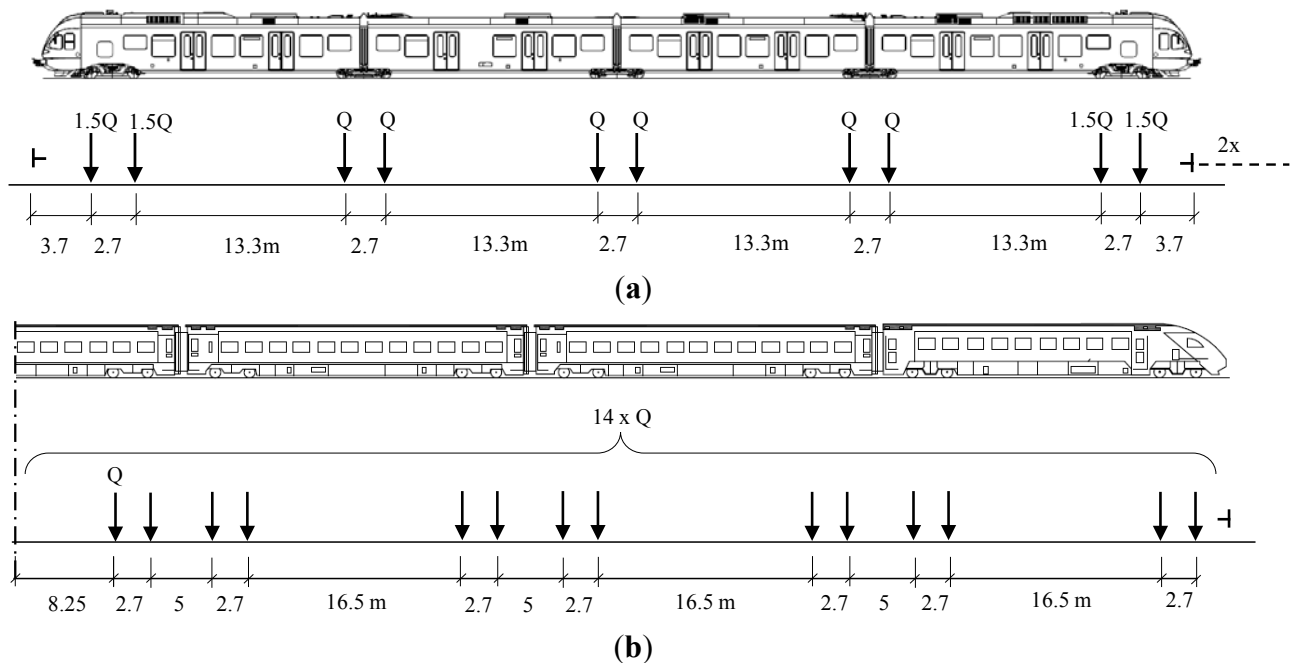 1.5Q 1.5Q Q Q Q Q Q Q 1.5Q 1.5Q
2x
3.7 2.7 13.3m 2.7 13.3m 2.7 13.3m 2.7 13.3m 2.7 3.7
(a)
14 x Q
Q
8.25 2.7 5 2.7 16.5 m 2.7 5 2.7 16.5 m 2.7 5 2.7 16.5 m 2.7
(b)